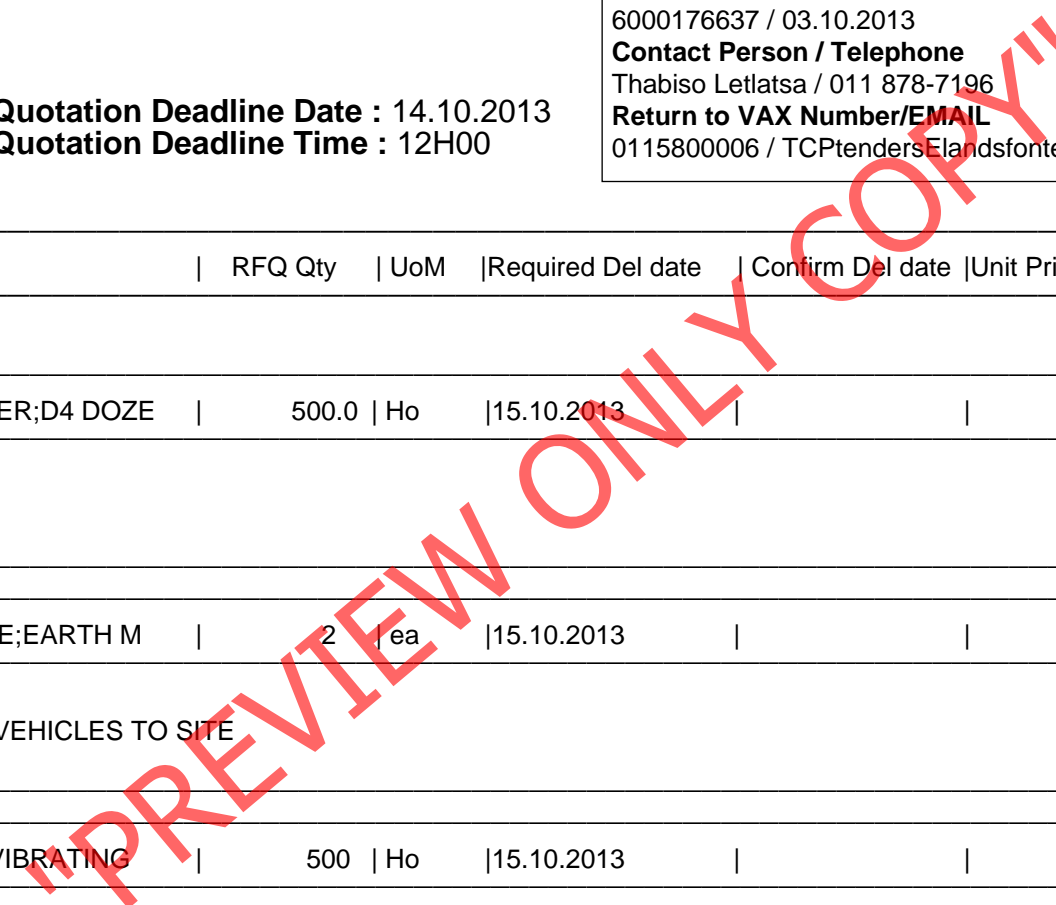 6000176637 / 03.10.2013
Contact Person / Telephone
Thabiso Letlatsa / 011 878-7196
Return to VAX Number/EMAIL
0115800006 / TCPtendersElandsfonte
Quotation Deadline Date : 14.10.2013
Quotation Deadline Time : 12H00
| RFQ Qty | UoM |Required Del date | Confirm Del date |Unit Pri
ER;D4 DOZE | 500.0 | Ho |15.10.2013 | |
E;EARTH M | 2 | ea |15.10.2013 | |
VEHICLES TO SITE
VIBRATING | 500 | Ho |15.10.2013 | |
"PREVIEW ONLY COPY"